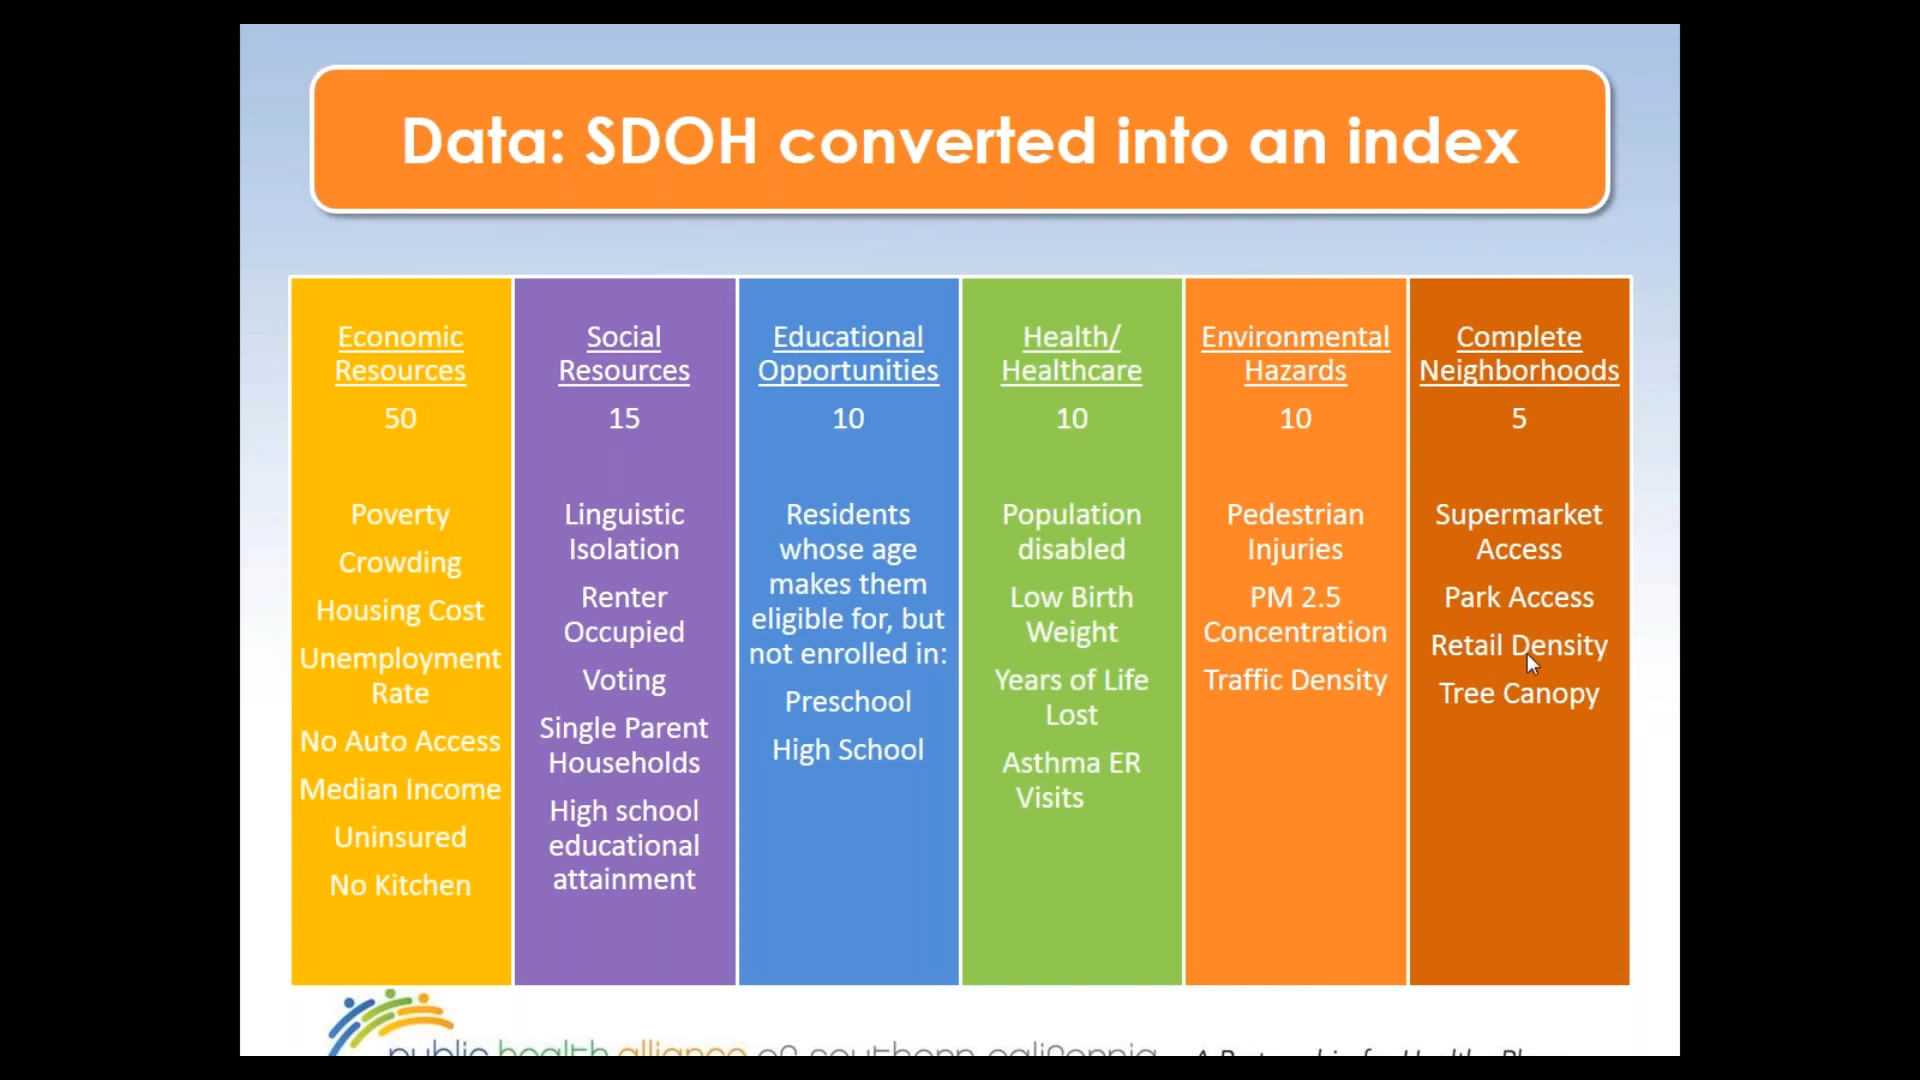 Data: SDOH converted into an index
Economic
Resources
50
Poverty
Crowding
Housing Cost
Unemployment
Rate
No Auto Access
Median Income
Uninsured
No Kitchen
Social
Resources
15
Linguistic
Isolation
Renter
Occupied
Voting
Single Parent
Households
High school
educational
attainment
Educational
Opportunities
10
Residents
whose age
makes them
eligible for, but
not enrolled in:
Preschool
High School
Health/
Healthcare
10
Population
disabled
Low Birth
Weight
Years of Life
Lost
Asthma ER
Visits
Environmental
Hazards
10
Pedestrian
Injuries
PM 2.5
Concentration
Traffic Density
Complete
Neighborhoods
5
Supermarket
Access
Park Access
Retail Density
Tree Canopy
public health alliance of southern california